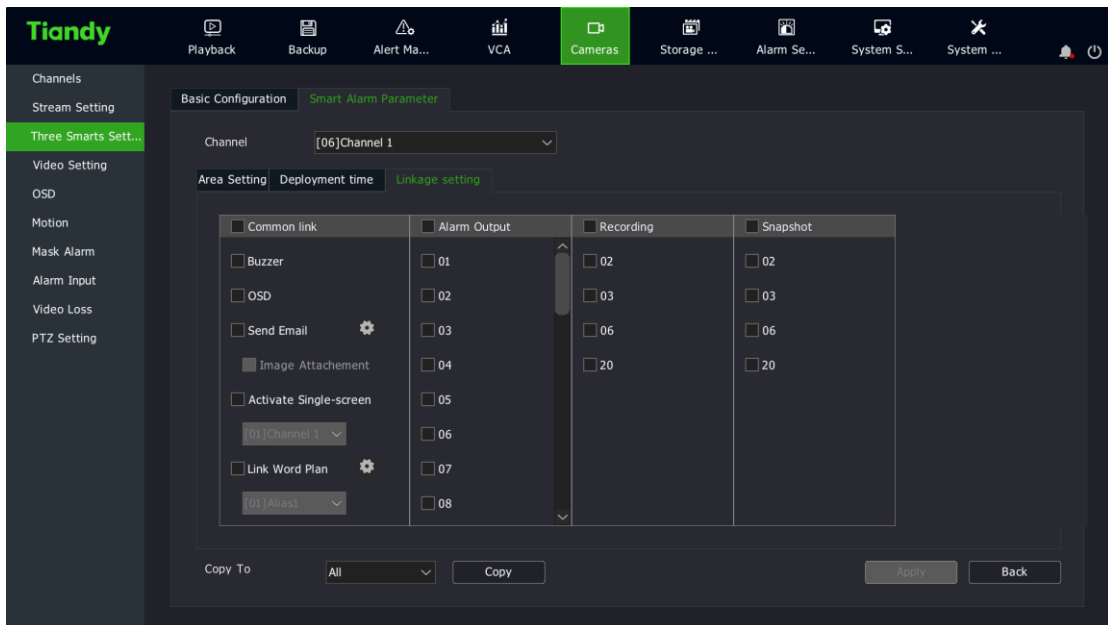 Tiandy
Playback Backup Alert Ma... VCA Cameras Storage ... Alarm Se... System S... System ...
Channels
Stream Setting
Three Smarts Sett...
Video Setting
OSD
Motion
Mask Alarm
Alarm Input
Video Loss
PTZ Setting
Basic Configuration Smart Alarm Parameter
Channel [06]Channel 1
Area Setting Deployment time Linkage setting
Common link Alarm Output Recording Snapshot
Buzzer 01 02 02
OSD 02 03 03
Send Email 03 06 06
Image Attachement 04 20 20
Activate Single-screen 05
[01]Channel 1 06
Link Word Plan 07
[01]Alias1 08
Copy To All Copy Apply Back